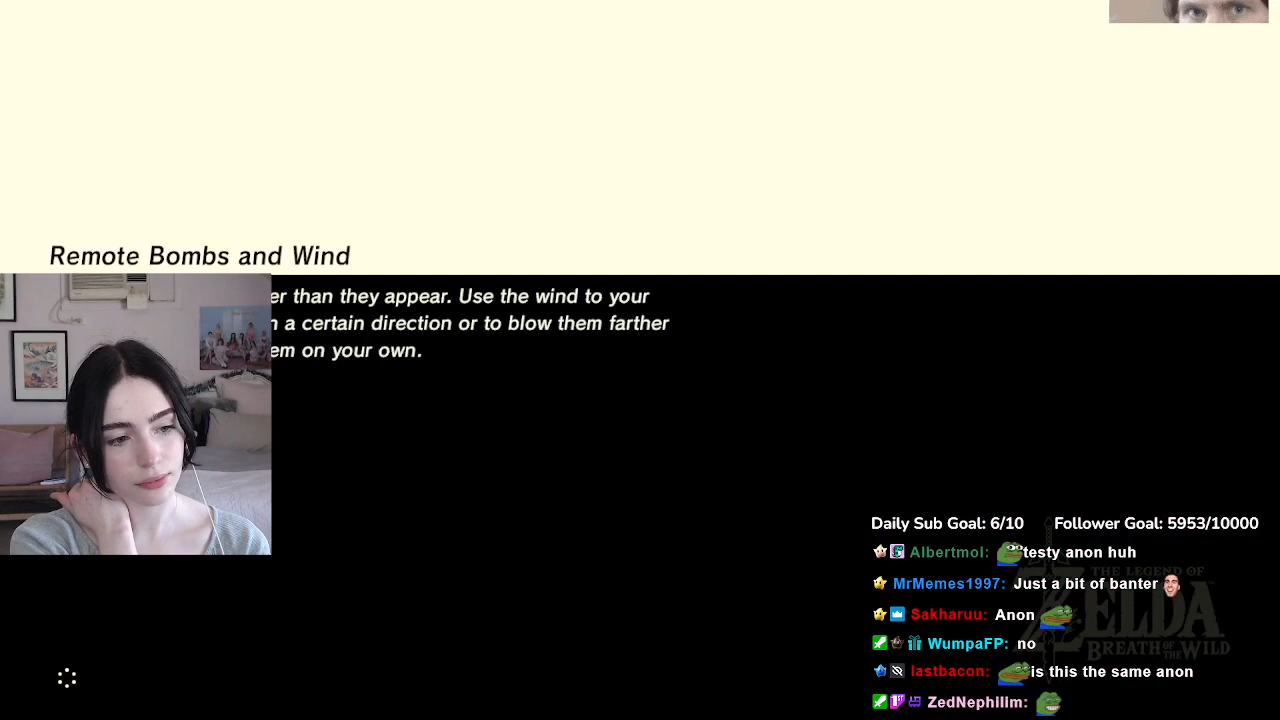 Remote Bombs and Wind
er than they appear. Use the wind to your
n a certain direction or to blow them farther
em on your own.
Daily Sub Goal: 6/10 Follower Goal: 5953/10000
Albertmol: testy anon huh
MrMemes1997: Just a bit of banter
Sakharuu: Anon
WumpaFP: no
lastbacon: is this the same anon
ZedNephilim:
THE LEGEND OF
ZELDA
BREATH OF THE WILD